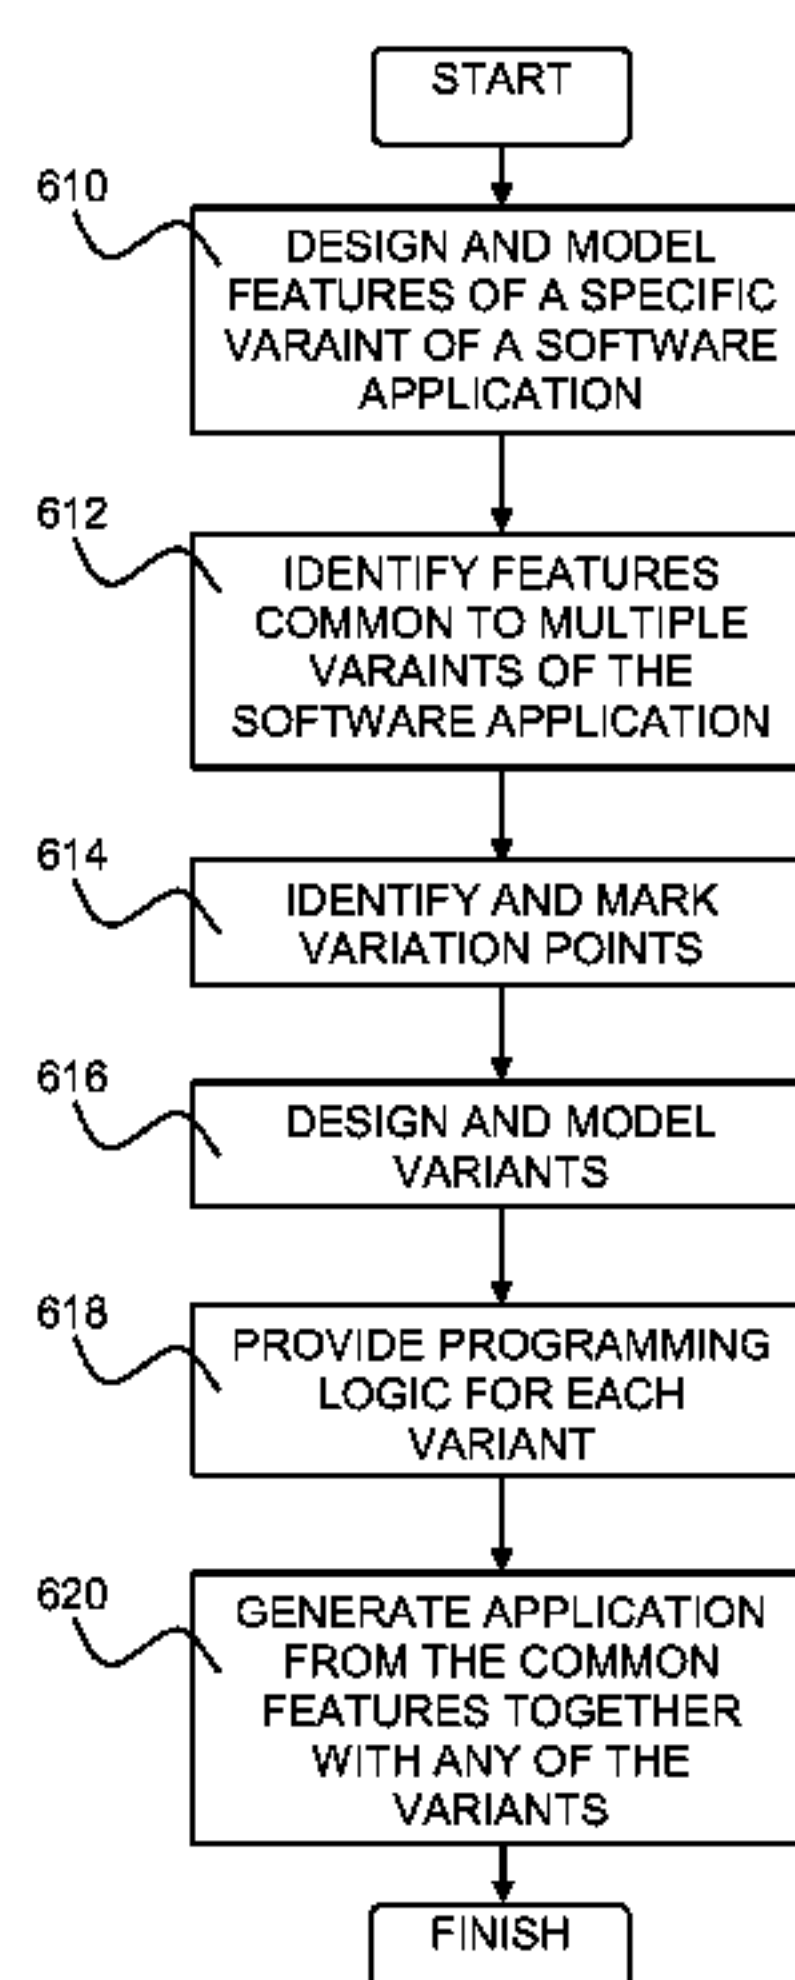 START
610
DESIGN AND MODEL
FEATURES OF A SPECIFIC
VARAINT OF A SOFTWARE
APPLICATION
612
IDENTIFY FEATURES
COMMON TO MULTIPLE
VARAINTS OF THE
SOFTWARE APPLICATION
614
IDENTIFY AND MARK
VARIATION POINTS
616
DESIGN AND MODEL
VARIANTS
618
PROVIDE PROGRAMMING
LOGIC FOR EACH
VARIANT
620
GENERATE APPLICATION
FROM THE COMMON
FEATURES TOGETHER
WITH ANY OF THE
VARIANTS
FINISH